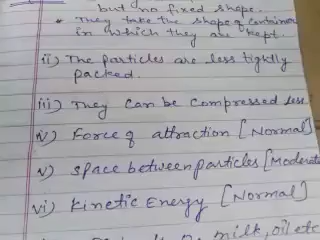 but no fixed shape.
* They take the shape of container
in which they are kept.
ii) The particles are less tightly
packed.
iii) They can be compressed less.
iv) Force of attraction [Normal]
v) space between particles [Moderate
vi) Kinetic Energy [Normal]
milk, oil etc